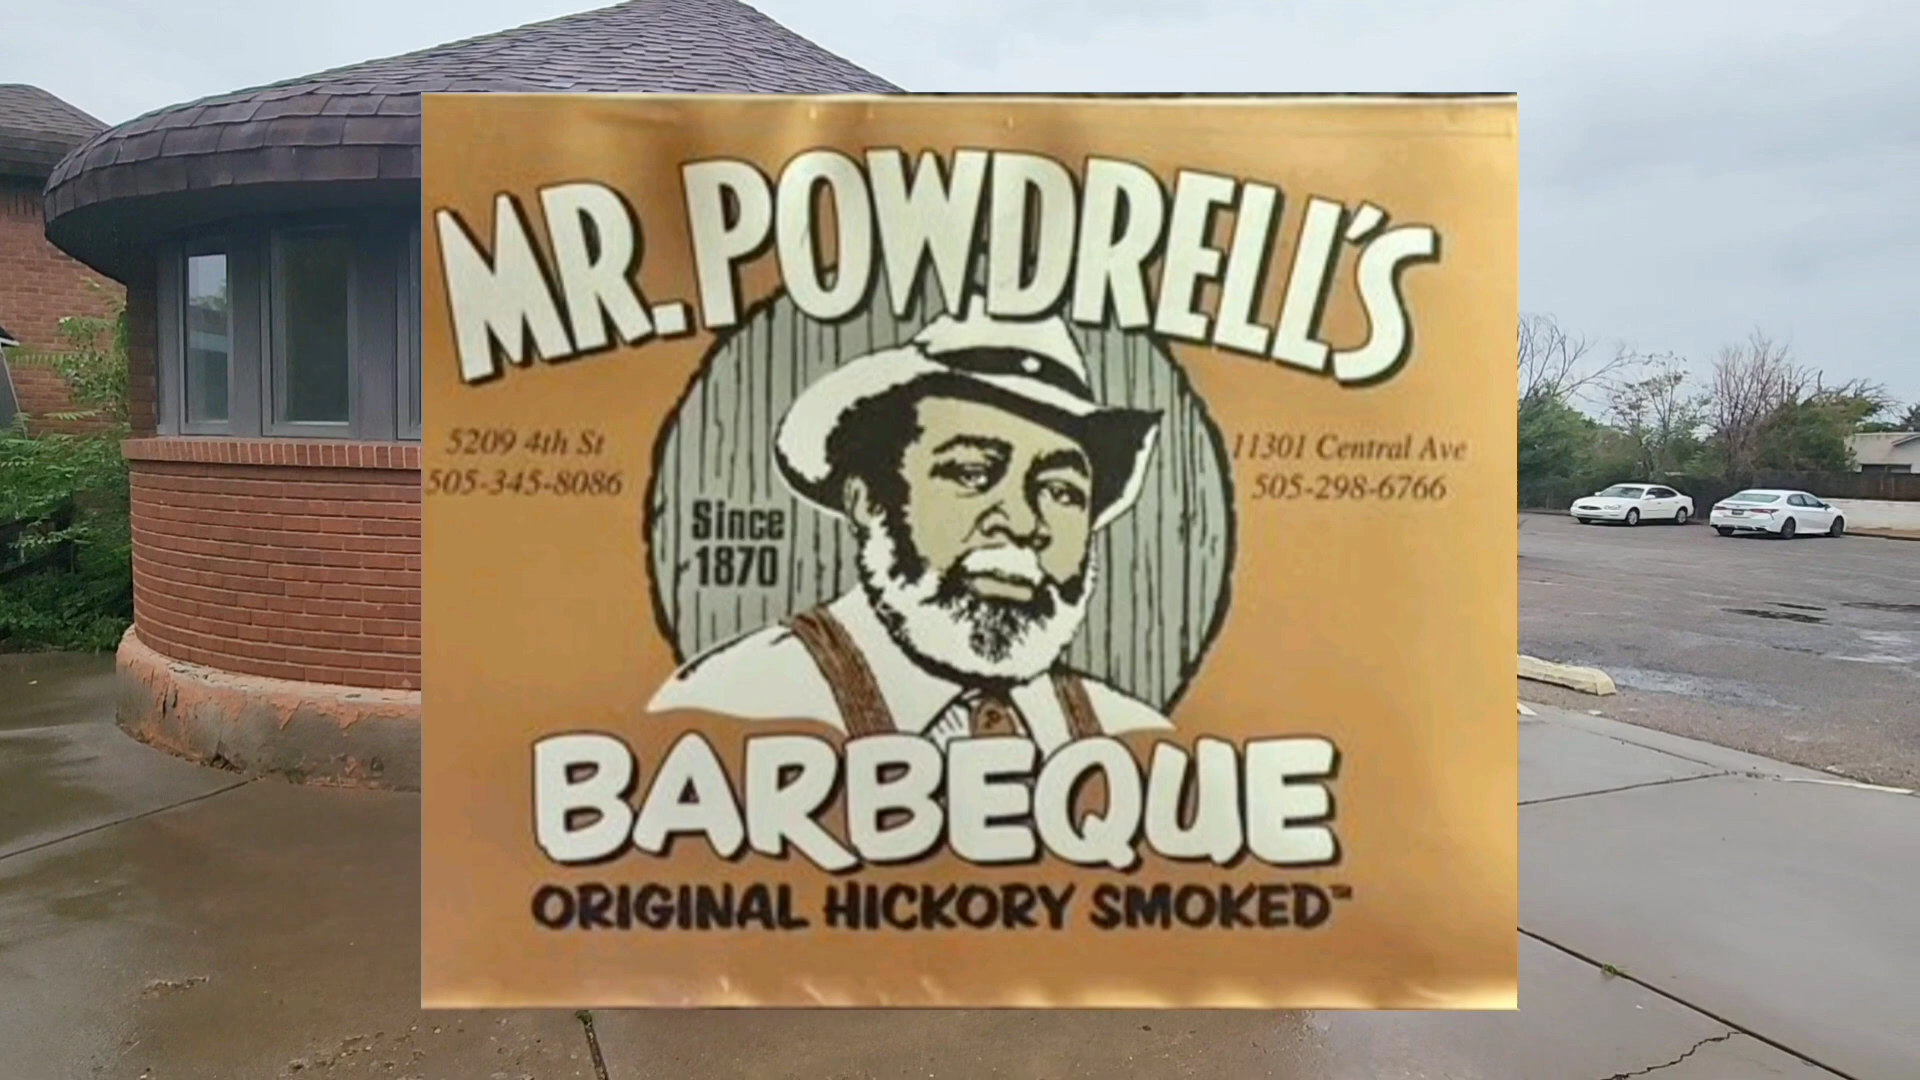 MR. POWDRELL'S
5209 4th St
505-345-8086
11301 Central Ave
505-298-6766
Since
1870
P
BARBEQUE
ORIGINAL HICKORY SMOKED™